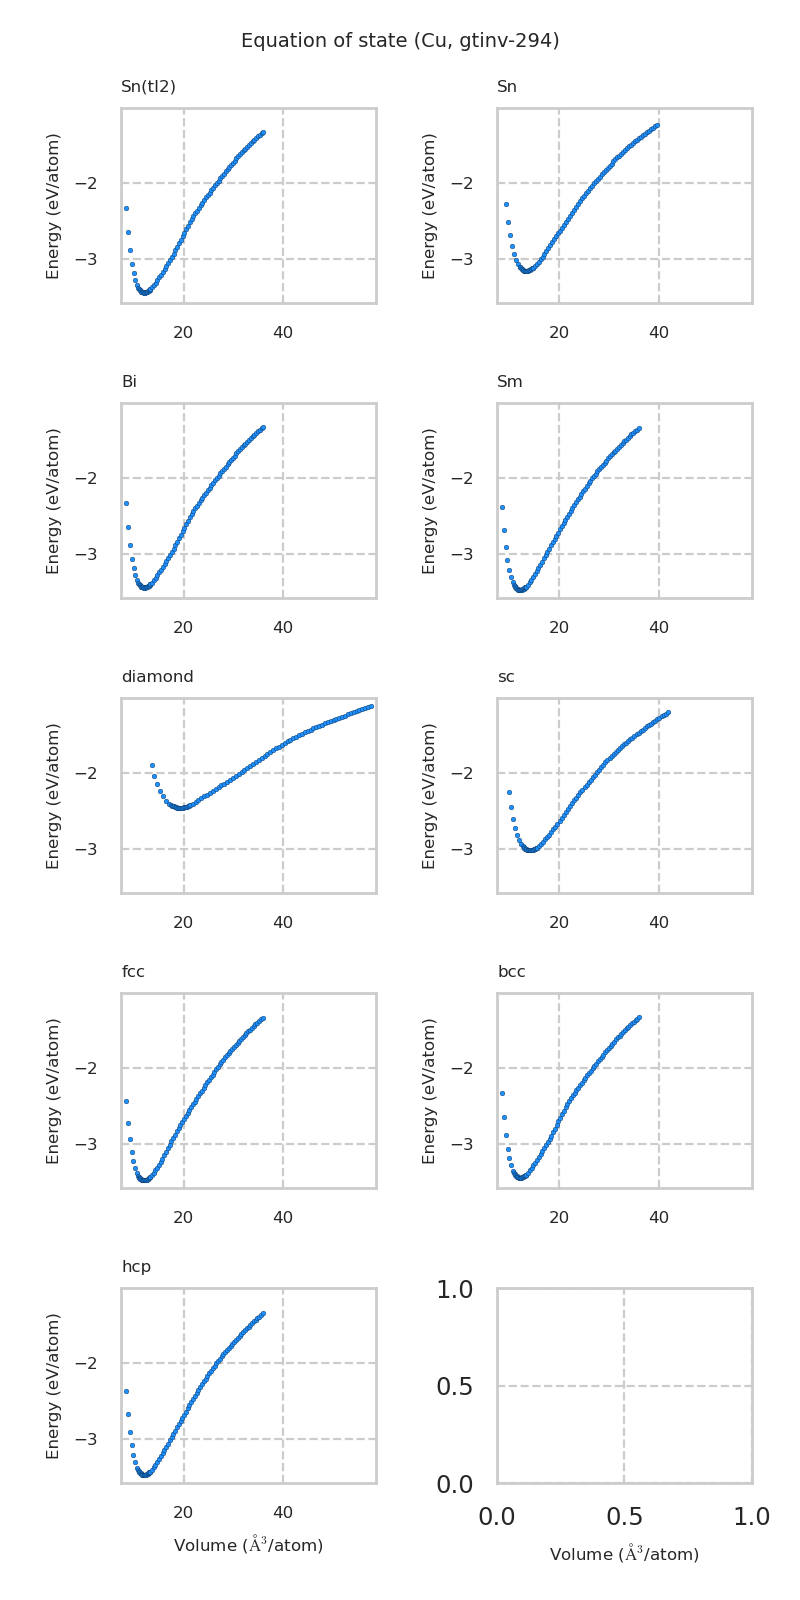 Equation of state (Cu, gtinv-294)
Sn(tI2)
Energy (eV/atom)
−2
−3
20
40
Sn
Energy (eV/atom)
−2
−3
20
40
Bi
Energy (eV/atom)
−2
−3
20
40
Sm
Energy (eV/atom)
−2
−3
20
40
diamond
Energy (eV/atom)
−2
−3
20
40
sc
Energy (eV/atom)
−2
−3
20
40
fcc
Energy (eV/atom)
−2
−3
20
40
bcc
Energy (eV/atom)
−2
−3
20
40
hcp
Energy (eV/atom)
−2
−3
20
40
Volume (Å³/atom)
1.0
0.5
0.0
0.0
0.5
1.0
Volume (Å³/atom)